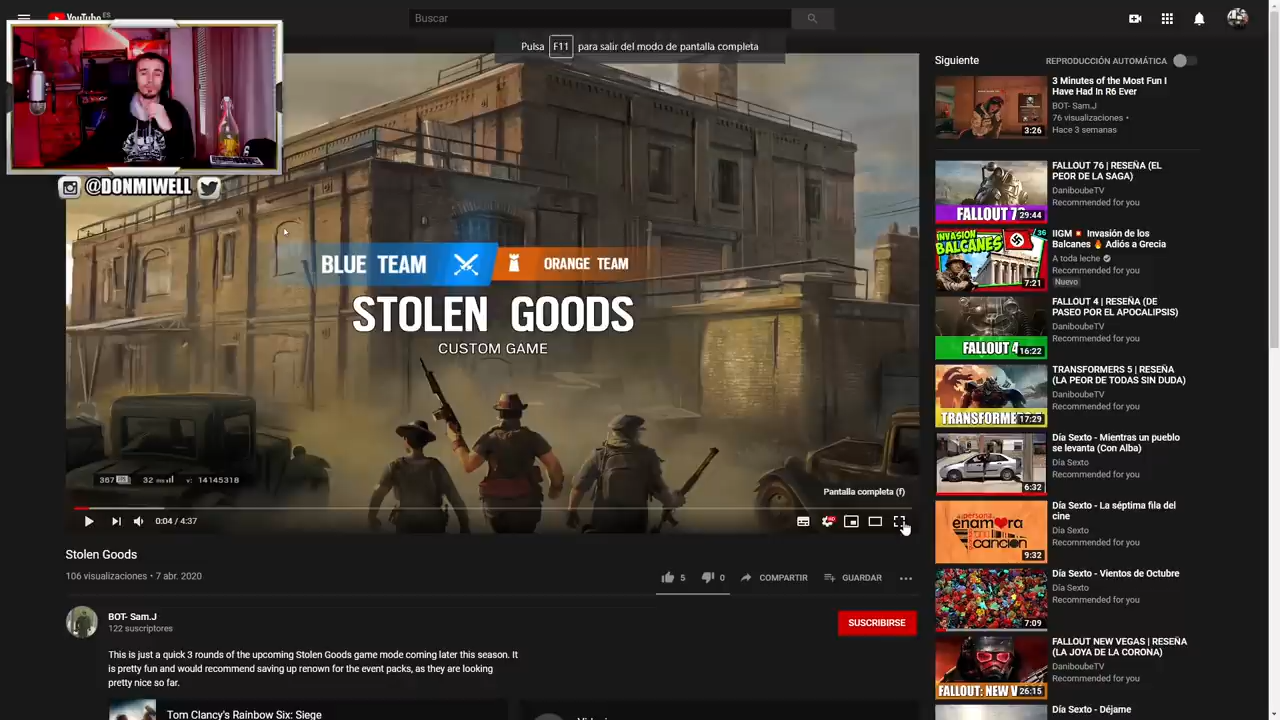 YouTube ES
Buscar
Pulsa F11 para salir del modo de pantalla completa
@DONMIWELL
BLUE TEAM
ORANGE TEAM
STOLEN GOODS
CUSTOM GAME
367 32 ms v: 14145318
Pantalla completa (f)
0:04 / 4:37
Stolen Goods
106 visualizaciones • 7 abr. 2020
5
0
COMPARTIR
GUARDAR
BOT- Sam.J
122 suscriptores
SUSCRIBIRSE
This is just a quick 3 rounds of the upcoming Stolen Goods game mode coming later this season. It
is pretty fun and would recommend saving up renown for the event packs, as they are looking
pretty nice so far.
Tom Clancy's Rainbow Six: Siege
Siguiente
REPRODUCCIÓN AUTOMÁTICA
3 Minutes of the Most Fun I
Have Had In R6 Ever
BOT- Sam.J
76 visualizaciones •
Hace 3 semanas
3:26
FALLOUT 76 | RESEÑA (EL
PEOR DE LA SAGA)
DaniboubeTV
Recommended for you
FALLOUT 7
29:44
IIGM 💥 Invasión de los
Balcanes 🔥 Adiós a Grecia
A toda leche
Recommended for you
Nuevo
INVASION
BALCANES
36
7:21
FALLOUT 4 | RESEÑA (DE
PASEO POR EL APOCALIPSIS)
DaniboubeTV
Recommended for you
FALLOUT 4
16:22
TRANSFORMERS 5 | RESEÑA
(LA PEOR DE TODAS SIN DUDA)
DaniboubeTV
Recommended for you
TRANSFORME
17:29
Día Sexto - Mientras un pueblo
se levanta (Con Alba)
Día Sexto
Recommended for you
6:32
Día Sexto - La séptima fila del
cine
Día Sexto
Recommended for you
enamora
canción
9:32
Día Sexto - Vientos de Octubre
Día Sexto
Recommended for you
7:09
FALLOUT NEW VEGAS | RESEÑA
(LA JOYA DE LA CORONA)
DaniboubeTV
Recommended for you
FALLOUT: NEW V
26:15
Día Sexto - Déjame